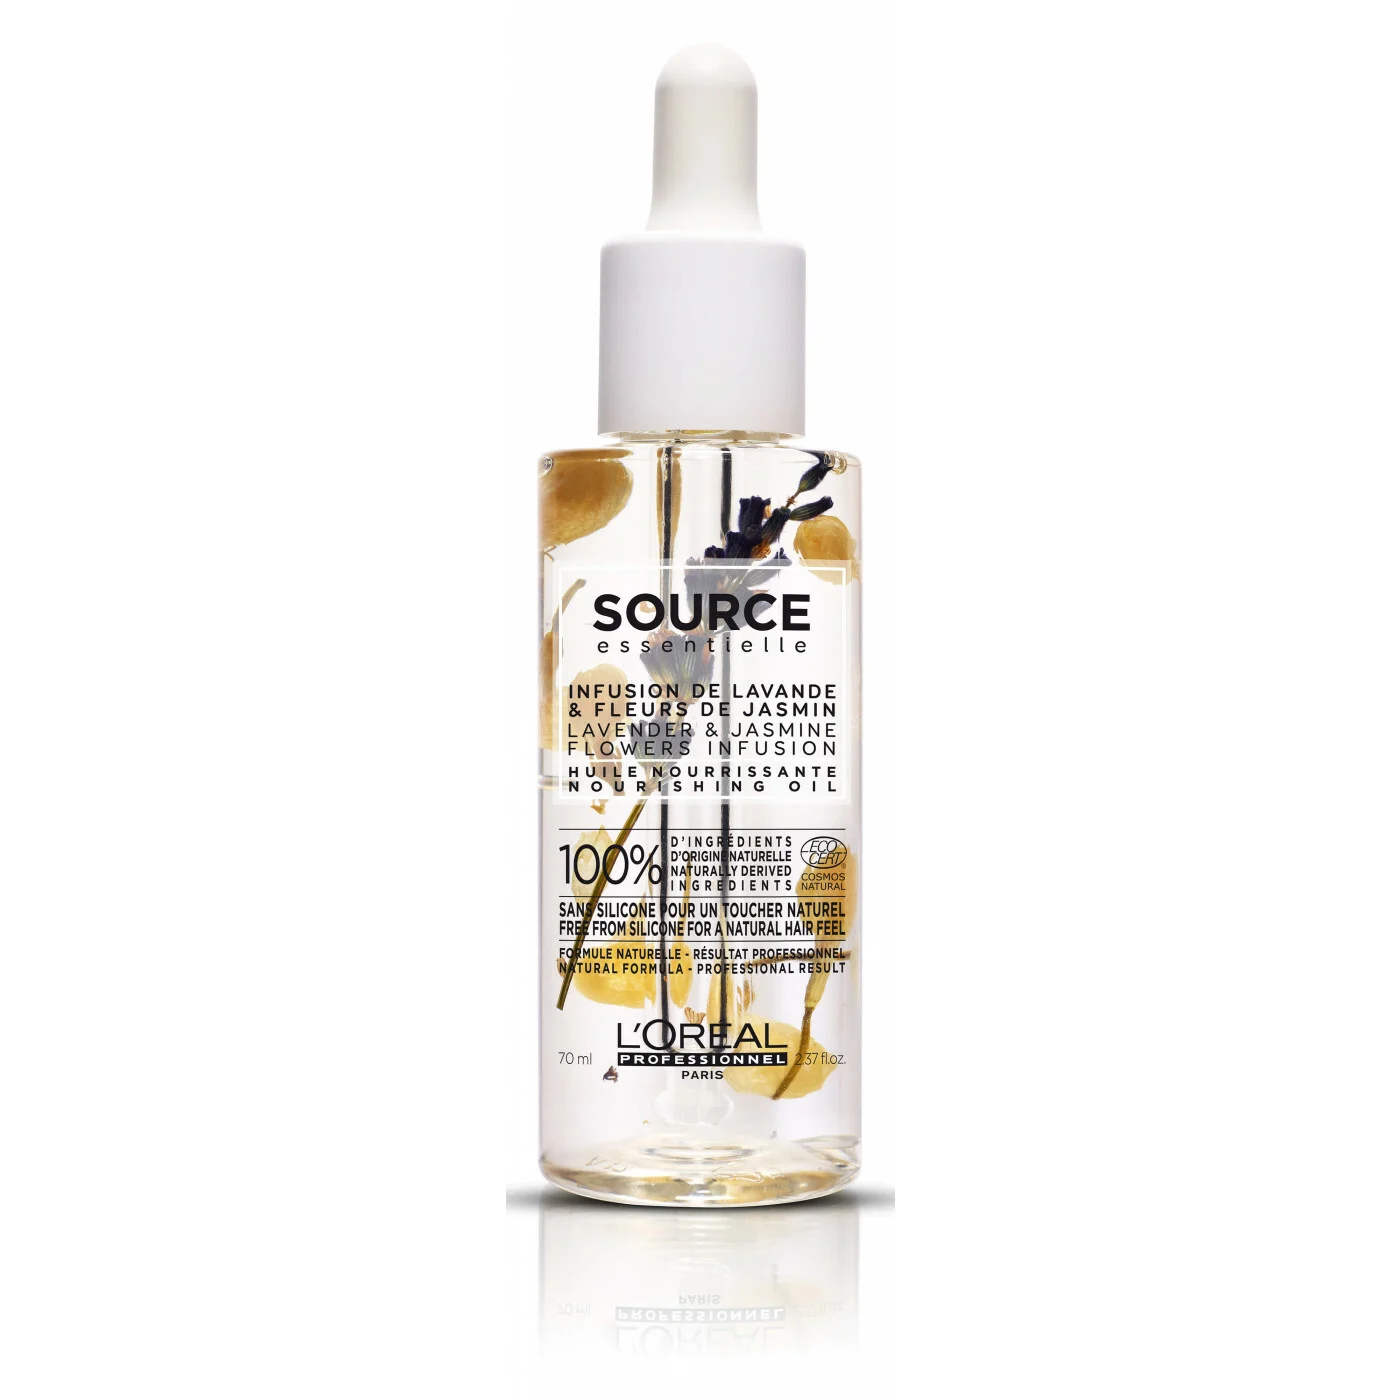 SOURCE
essentielle
INFUSION DE LAVANDE
& FLEURS DE JASMIN
LAVENDER & JASMINE
FLOWERS INFUSION
HUILE NOURRISSANTE
NOURISHING OIL
100%
D'INGRÉDIENTS
D'ORIGINE NATURELLE
NATURALLY DERIVED
INGREDIENTS
ECO
CERT®
COSMOS
NATURAL
SANS SILICONE POUR UN TOUCHER NATUREL
FREE FROM SILICONE FOR A NATURAL HAIR FEEL
FORMULE NATURELLE - RÉSULTAT PROFESSIONNEL
NATURAL FORMULA - PROFESSIONAL RESULT
L'ORÉAL
70 ml PROFESSIONNEL 2.37 fl.oz.
PARIS